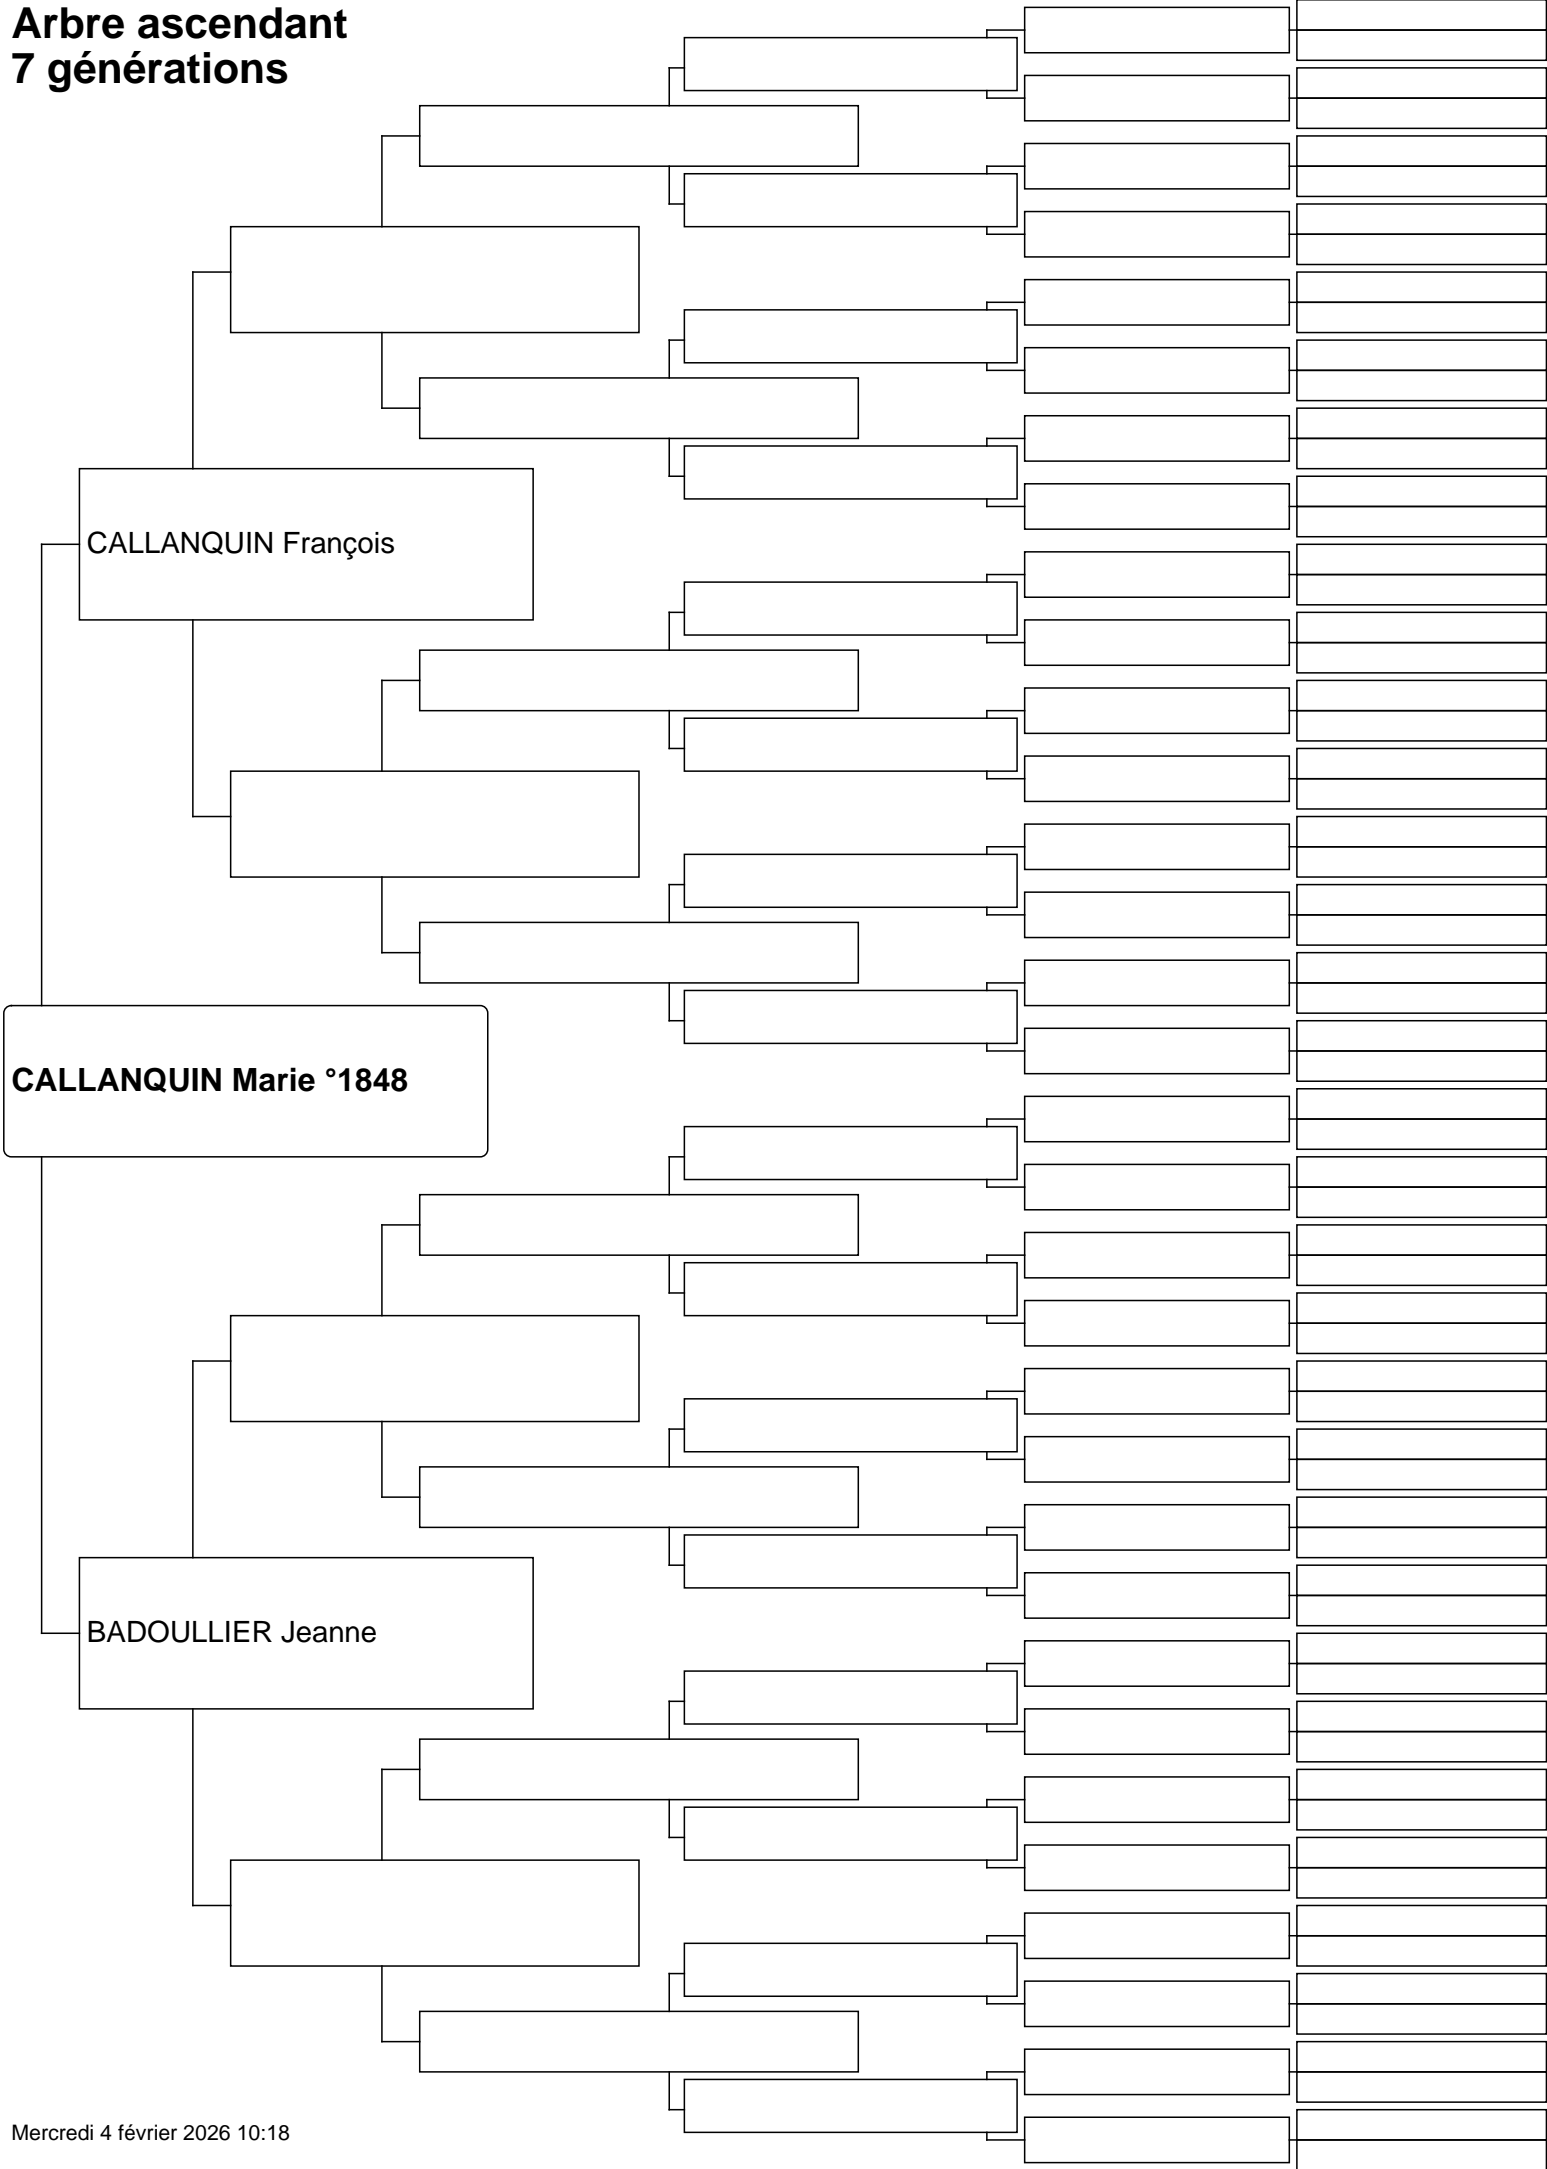 Arbre ascendant
7 générations
CALLANQUIN François
CALLANQUIN Marie °1848
BADOULLIER Jeanne
Mercredi 4 février 2026 10:18